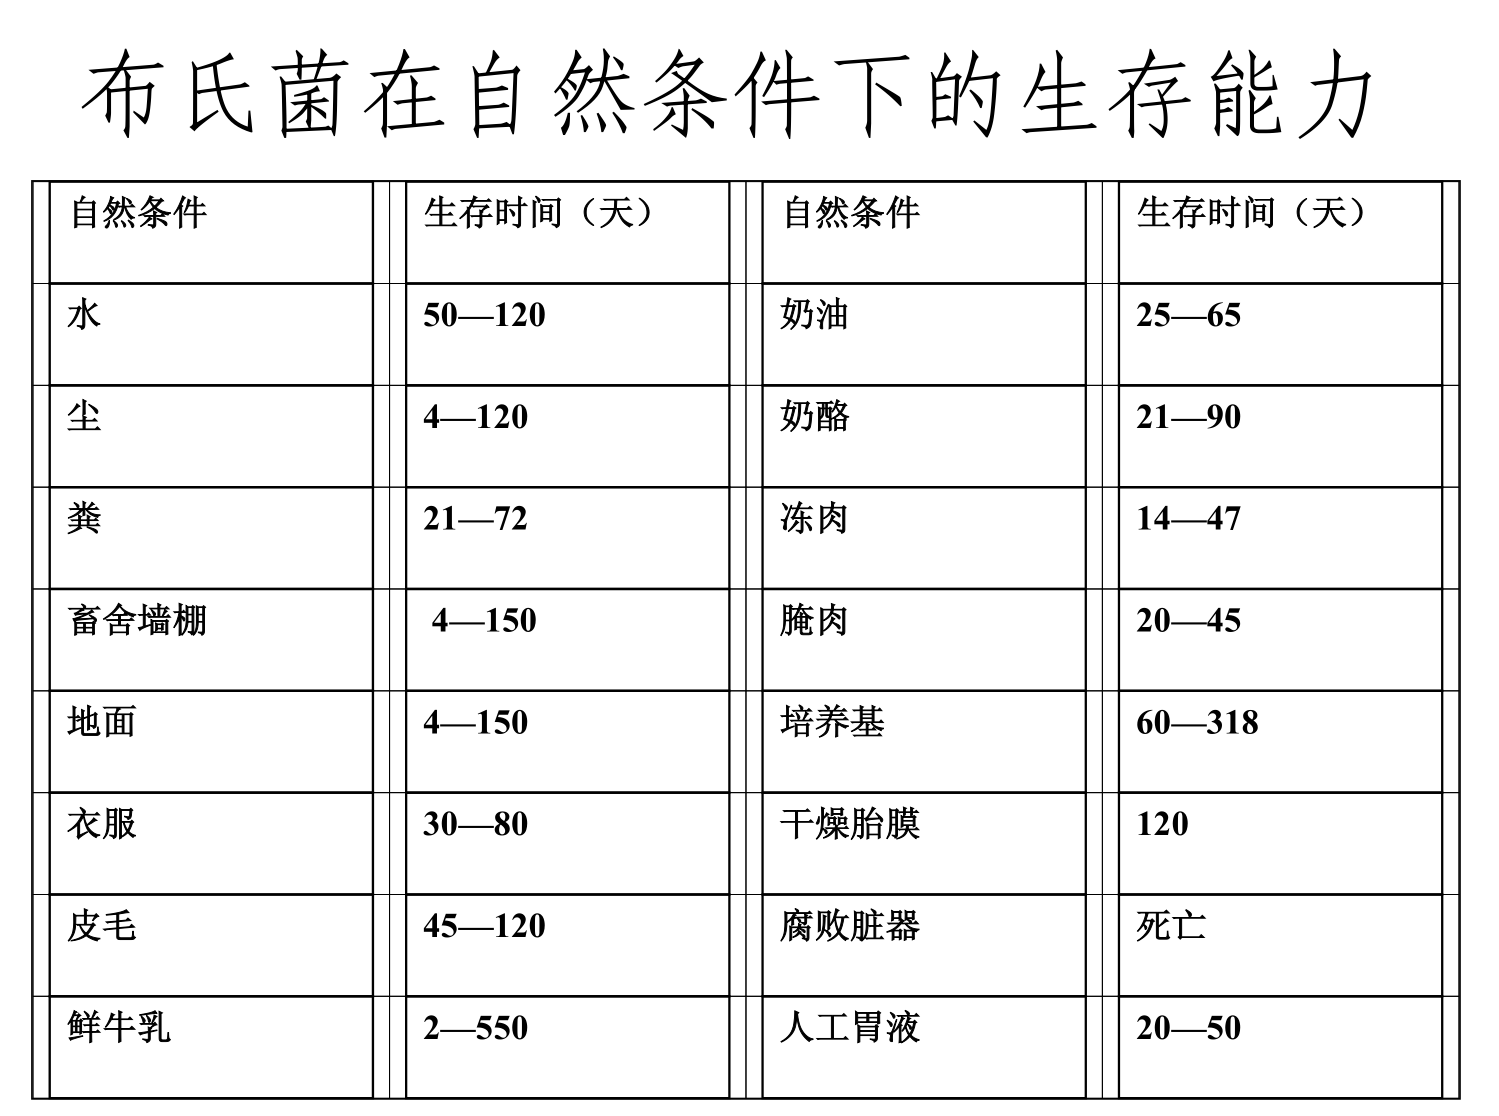 布氏菌在自然条件下的生存能力
自然条件 生存时间（天） 自然条件 生存时间（天）
水 50—120 奶油 25—65
尘 4—120 奶酪 21—90
粪 21—72 冻肉 14—47
畜舍墙棚 4—150 腌肉 20—45
地面 4—150 培养基 60—318
衣服 30—80 干燥胎膜 120
皮毛 45—120 腐败脏器 死亡
鲜牛乳 2—550 人工胃液 20—50